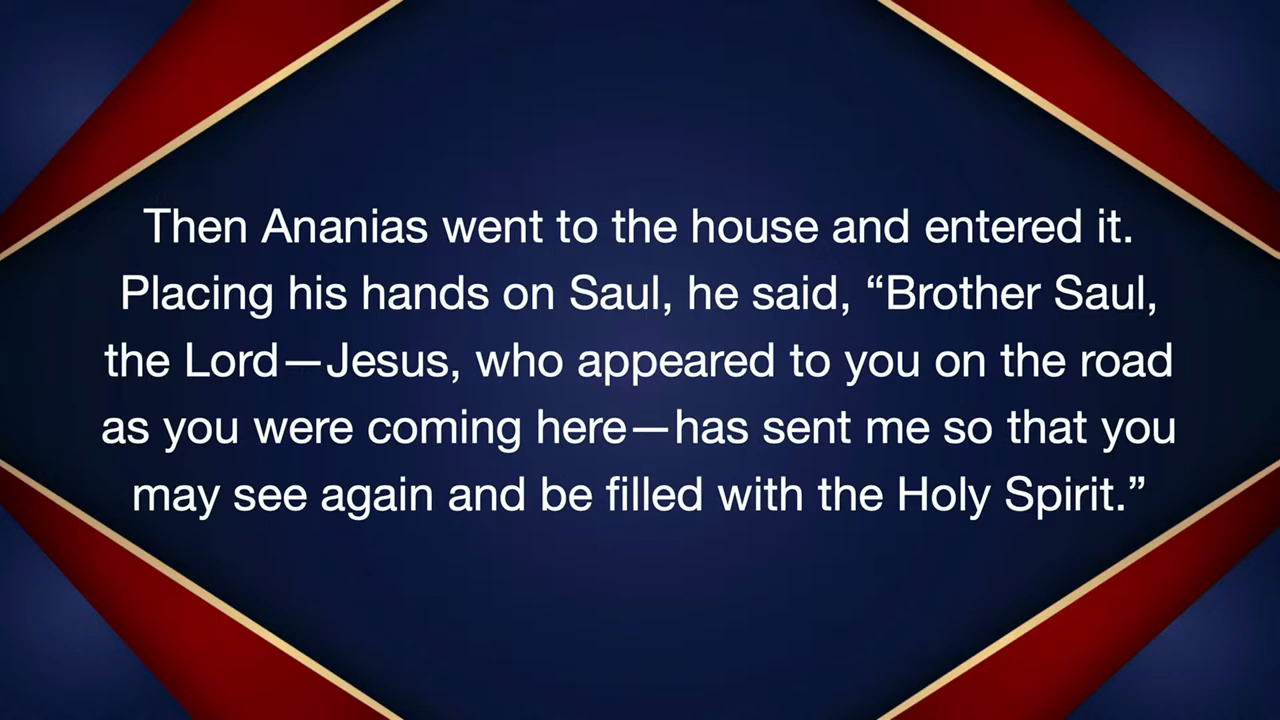 Then Ananias went to the house and entered it.
Placing his hands on Saul, he said, “Brother Saul,
the Lord—Jesus, who appeared to you on the road
as you were coming here—has sent me so that you
may see again and be filled with the Holy Spirit.”